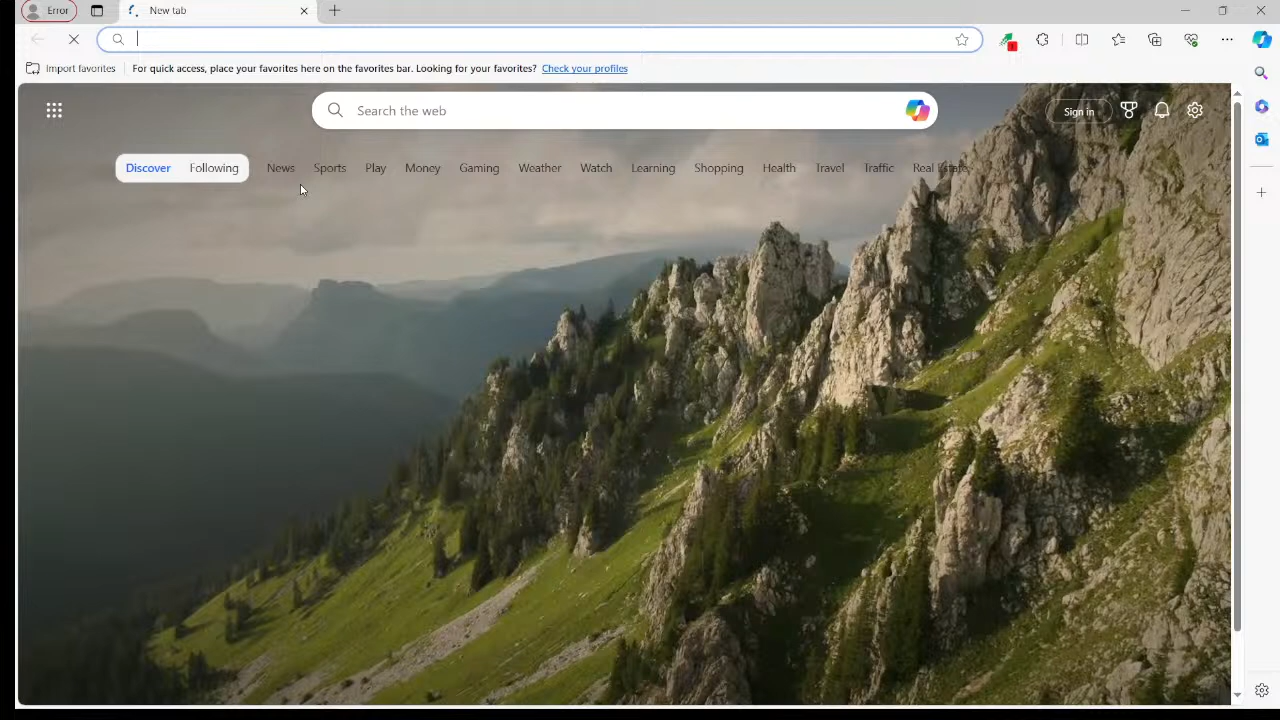 Error
New tab
Import favorites For quick access, place your favorites here on the favorites bar. Looking for your favorites? Check your profiles
Search the web
Sign in
Discover Following News Sports Play Money Gaming Weather Watch Learning Shopping Health Travel Traffic Real Estate